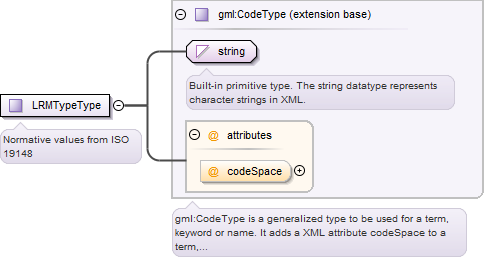 gml:CodeType (extension base)
string
Built-in primitive type. The string datatype represents
character strings in XML.
LRMTypeType
Normative values from ISO
19148
@ attributes
@ codeSpace
gml:CodeType is a generalized type to be used for a term,
keyword or name. It adds a XML attribute codeSpace to a
term,...